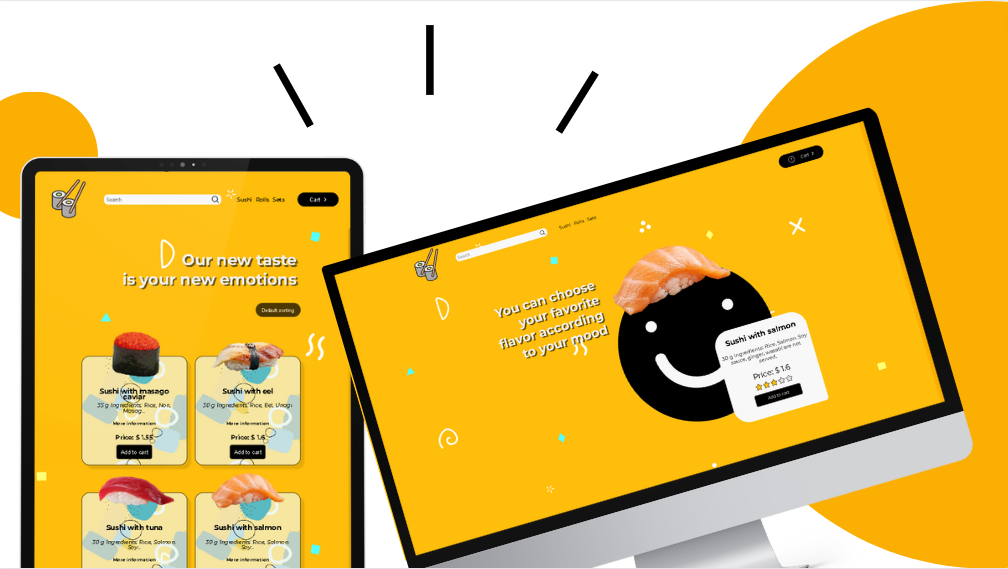 Search
Sushi Rolls Sets
Cart >
Our new taste
is your new emotions
Default sorting
Sushi with masago
caviar
35 g Ingredients: Rice, Nori,
Masag...
More information
Price: $ 1.55
Add to cart
Sushi with eel
35 g Ingredients: Rice, Eel, Unagi
More information
Price: $ 1.6
Add to cart
Sushi with tuna
30 g Ingredients: Rice, Salmon,
Soy...
More information
Sushi with salmon
30 g Ingredients: Rice, Salmon,
Soy...
More information
Search
Sushi Rolls Sets
Cart 2
You can choose
your favorite
flavor according
to your mood
Sushi with salmon
30 g Ingredients: Rice, Salmon, Soy
sauce, ginger, wasabi are not
served.
Price: $ 1.6
Add to cart